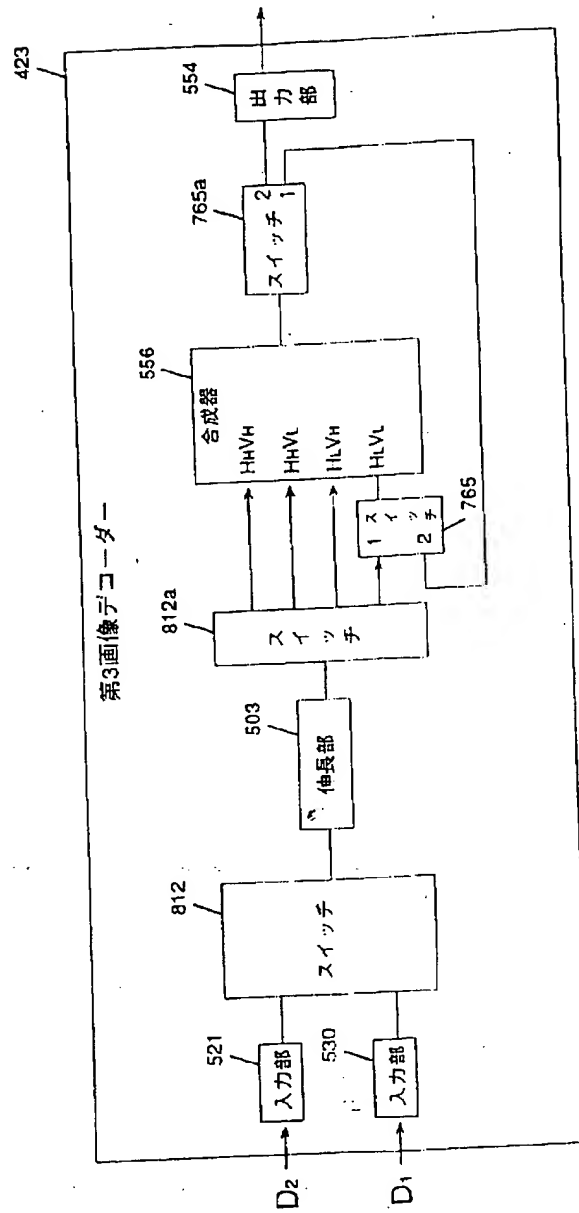 423
第3画像デコーダー
D2
D1
521
入力部
530
入力部
812
スイッチ
503
伸長部
812a
スイッチ
556
合成器
HHVH
HHVL
HLVH
HLVL
1
スイッチ
2
765
765a
スイッチ
2
1
554
出力部